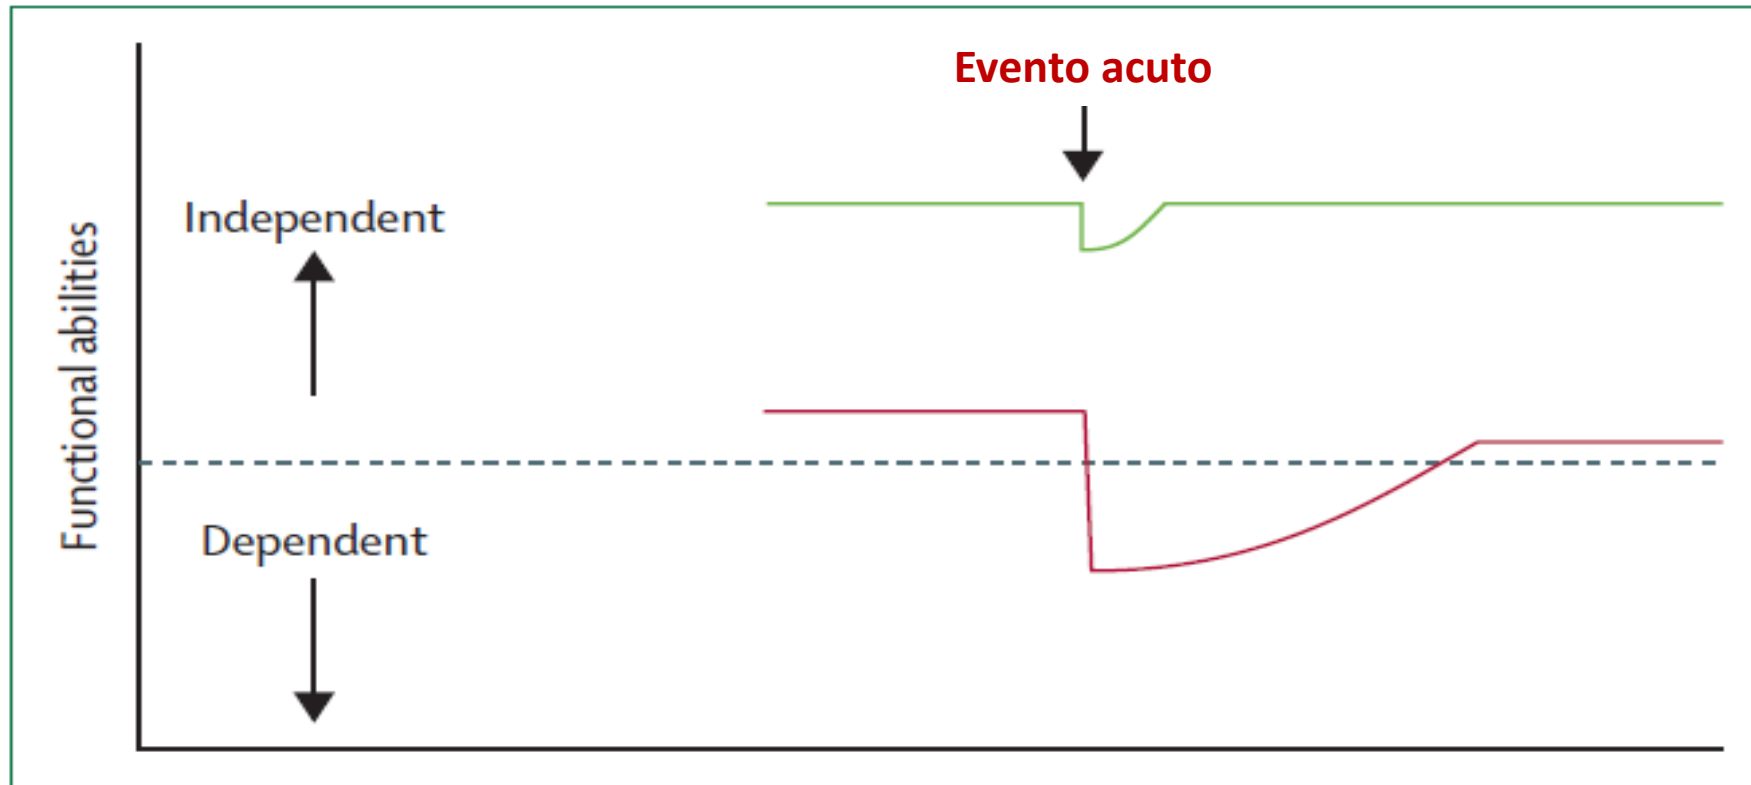 Evento acuto
Independent
Functional abilities
Dependent